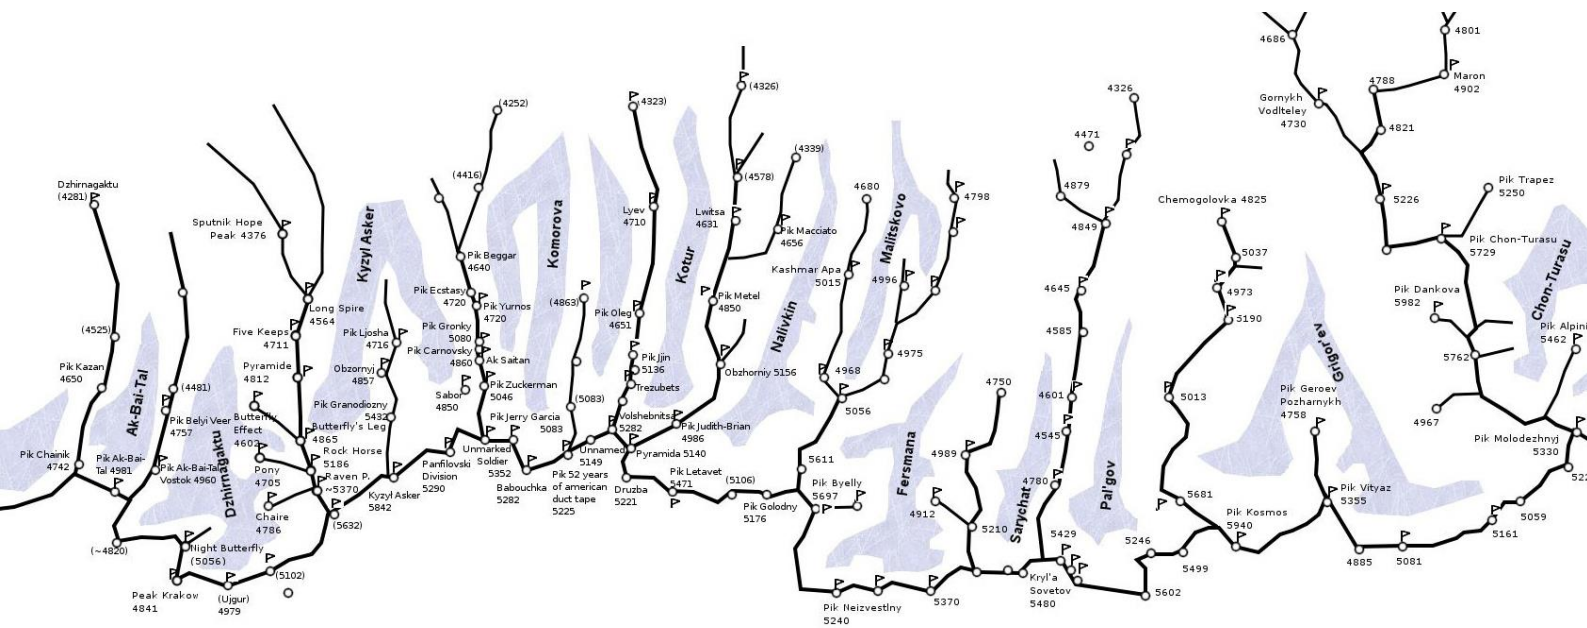 Dzhirnagaktu
(4281)
(4525)
Pik Kazan
4650
Pik Chainik
4742
Pik Ak-Bai-
Tal 4981
(~4820)
Ak-Bai-Tal
(4481)
Pik Belyi Veer
4757
Pik Ak-Bai-Tal
Vostok 4960
Night Butterfly
(5056)
Peak Krakow
4841
(Ujgur)
4979
(5102)
Dzhirnagaktu
Sputnik Hope
Peak 4376
Long Spire
4564
Five Keeps
4711
Pyramide
4812
Butterfly
Effect
4602
Butterfly's Leg
4865
Rock Horse
5186
Pony
4705
Raven P.
~5370
Chaire
4786
(5632)
Kyzyl Asker
Pik Ljosha
4716
Obzornyj
4857
Pik Granodiozny
5432
Kyzyl Asker
5842
(4252)
(4416)
Pik Beggar
4640
Pik Ecstasy
4720
Pik Yurnos
4720
Pik Gronky
5080
Pik Carnovsky
4860
Ak Saitan
Sabor
4850
Pik Zuckerman
5046
Pik Jerry Garcia
5083
Panfilovski
Division
5290
Unmarked
Soldier
5352
Babouchka
5282
Komorova
(4863)
(5083)
Pik 52 years
of american
duct tape
5225
Unnamed
5149
(4323)
Lyev
4710
Pik Oleg
4651
Pik Jjin
5136
Trezubets
Volshebnitsa
5282
Pyramida 5140
Druzba
5221
Kotur
(4326)
(4578)
(4339)
Lwitsa
4631
Pik Macciato
4656
Pik Metel
4850
Obzhorniy 5156
Pik Judith-Brian
4986
Pik Letavet
5471
(5106)
Pik Golodny
5176
Nalivkin
4680
Kashmar Apa
5015
4968
5056
5611
5697
Pik Byelly
Malitskovo
4996
4798
4975
Pik Neizvestlny
5240
5370
Fersmana
4750
4989
4912
5210
Sarychat
Kryl'a
Sovetov
5480
5429
4471
4326
4879
4849
4645
4585
4601
4545
4780
Pal'gov
5602
5246
5499
Chemogolovka 4825
5037
4973
5190
5013
5681
Pik Kosmos
5940
Grigor'ev
Pik Geroev
Pozharnykh
4758
Pik Vityaz
5355
4885
5081
5161
5059
4686
Gornykh
Vodlteley
4730
4801
4788
Maron
4902
4821
5226
Pik Trapez
5250
Pik Chon-Turasu
5729
Chon-Turasu
Pik Dankova
5982
Pik Alpini
5462
5762
4967
Pik Molodezhnyj
5330